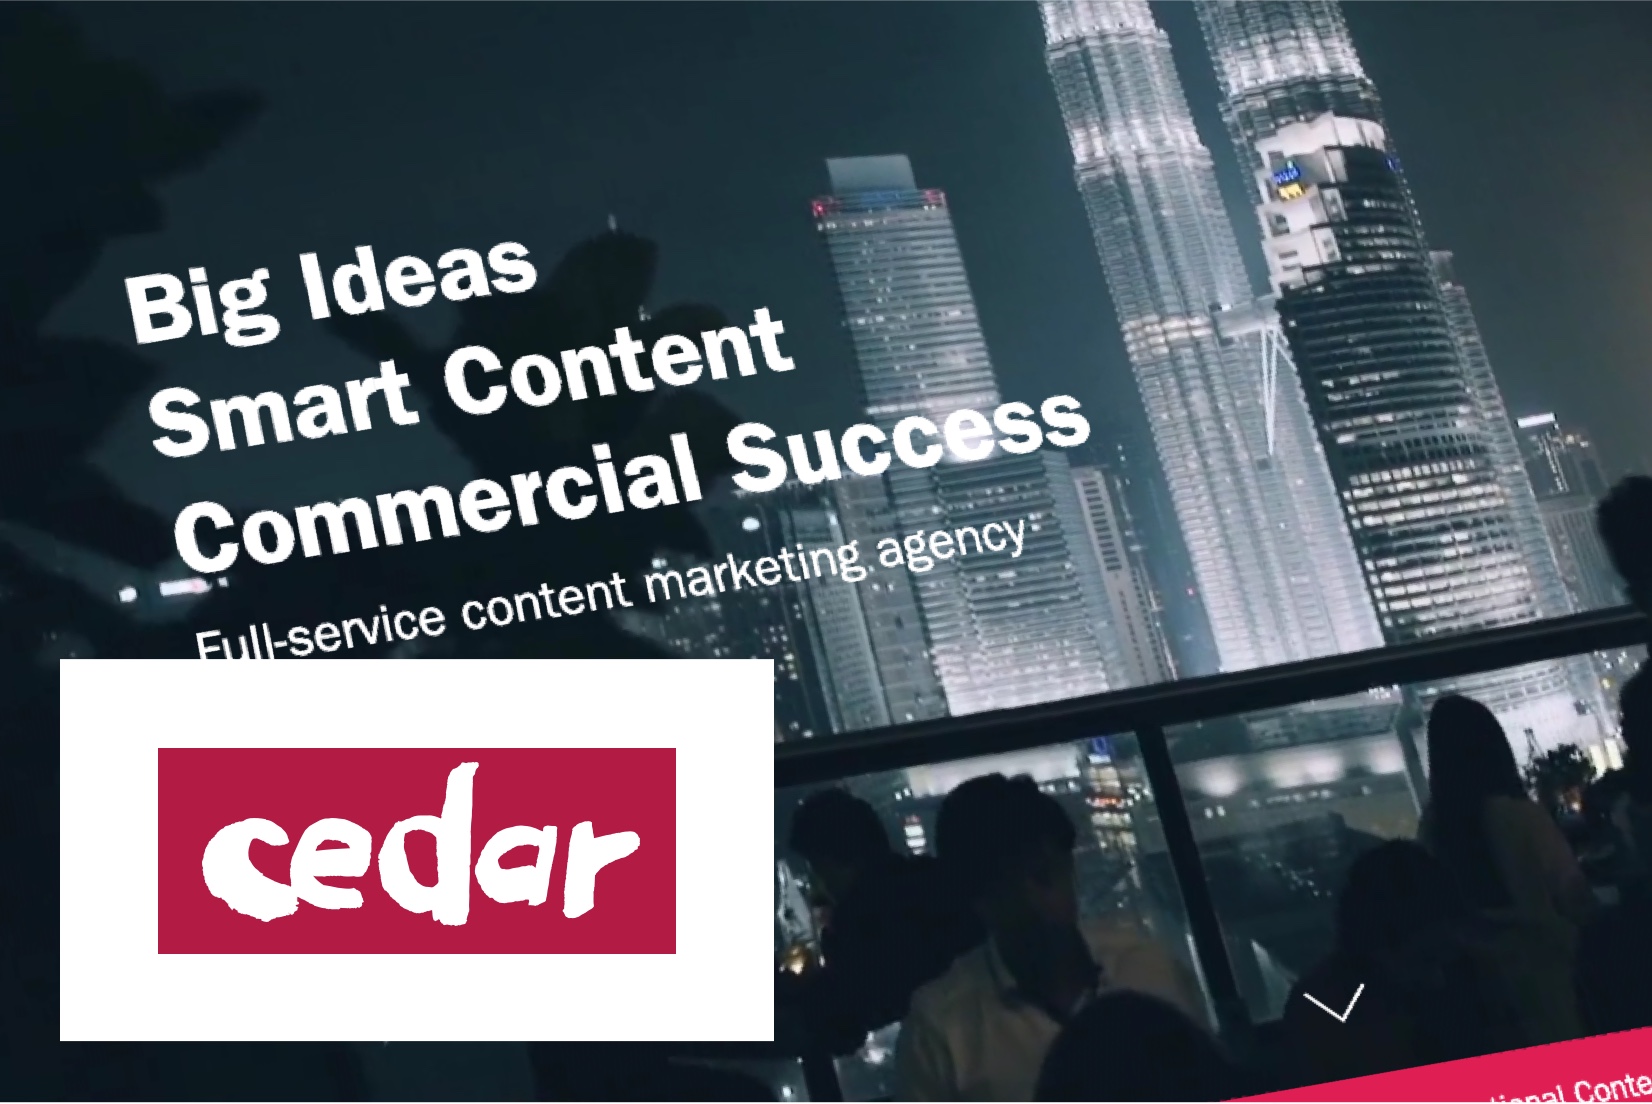 Big Ideas
Smart Content
Commercial Success
Full-service content marketing agency
cedar